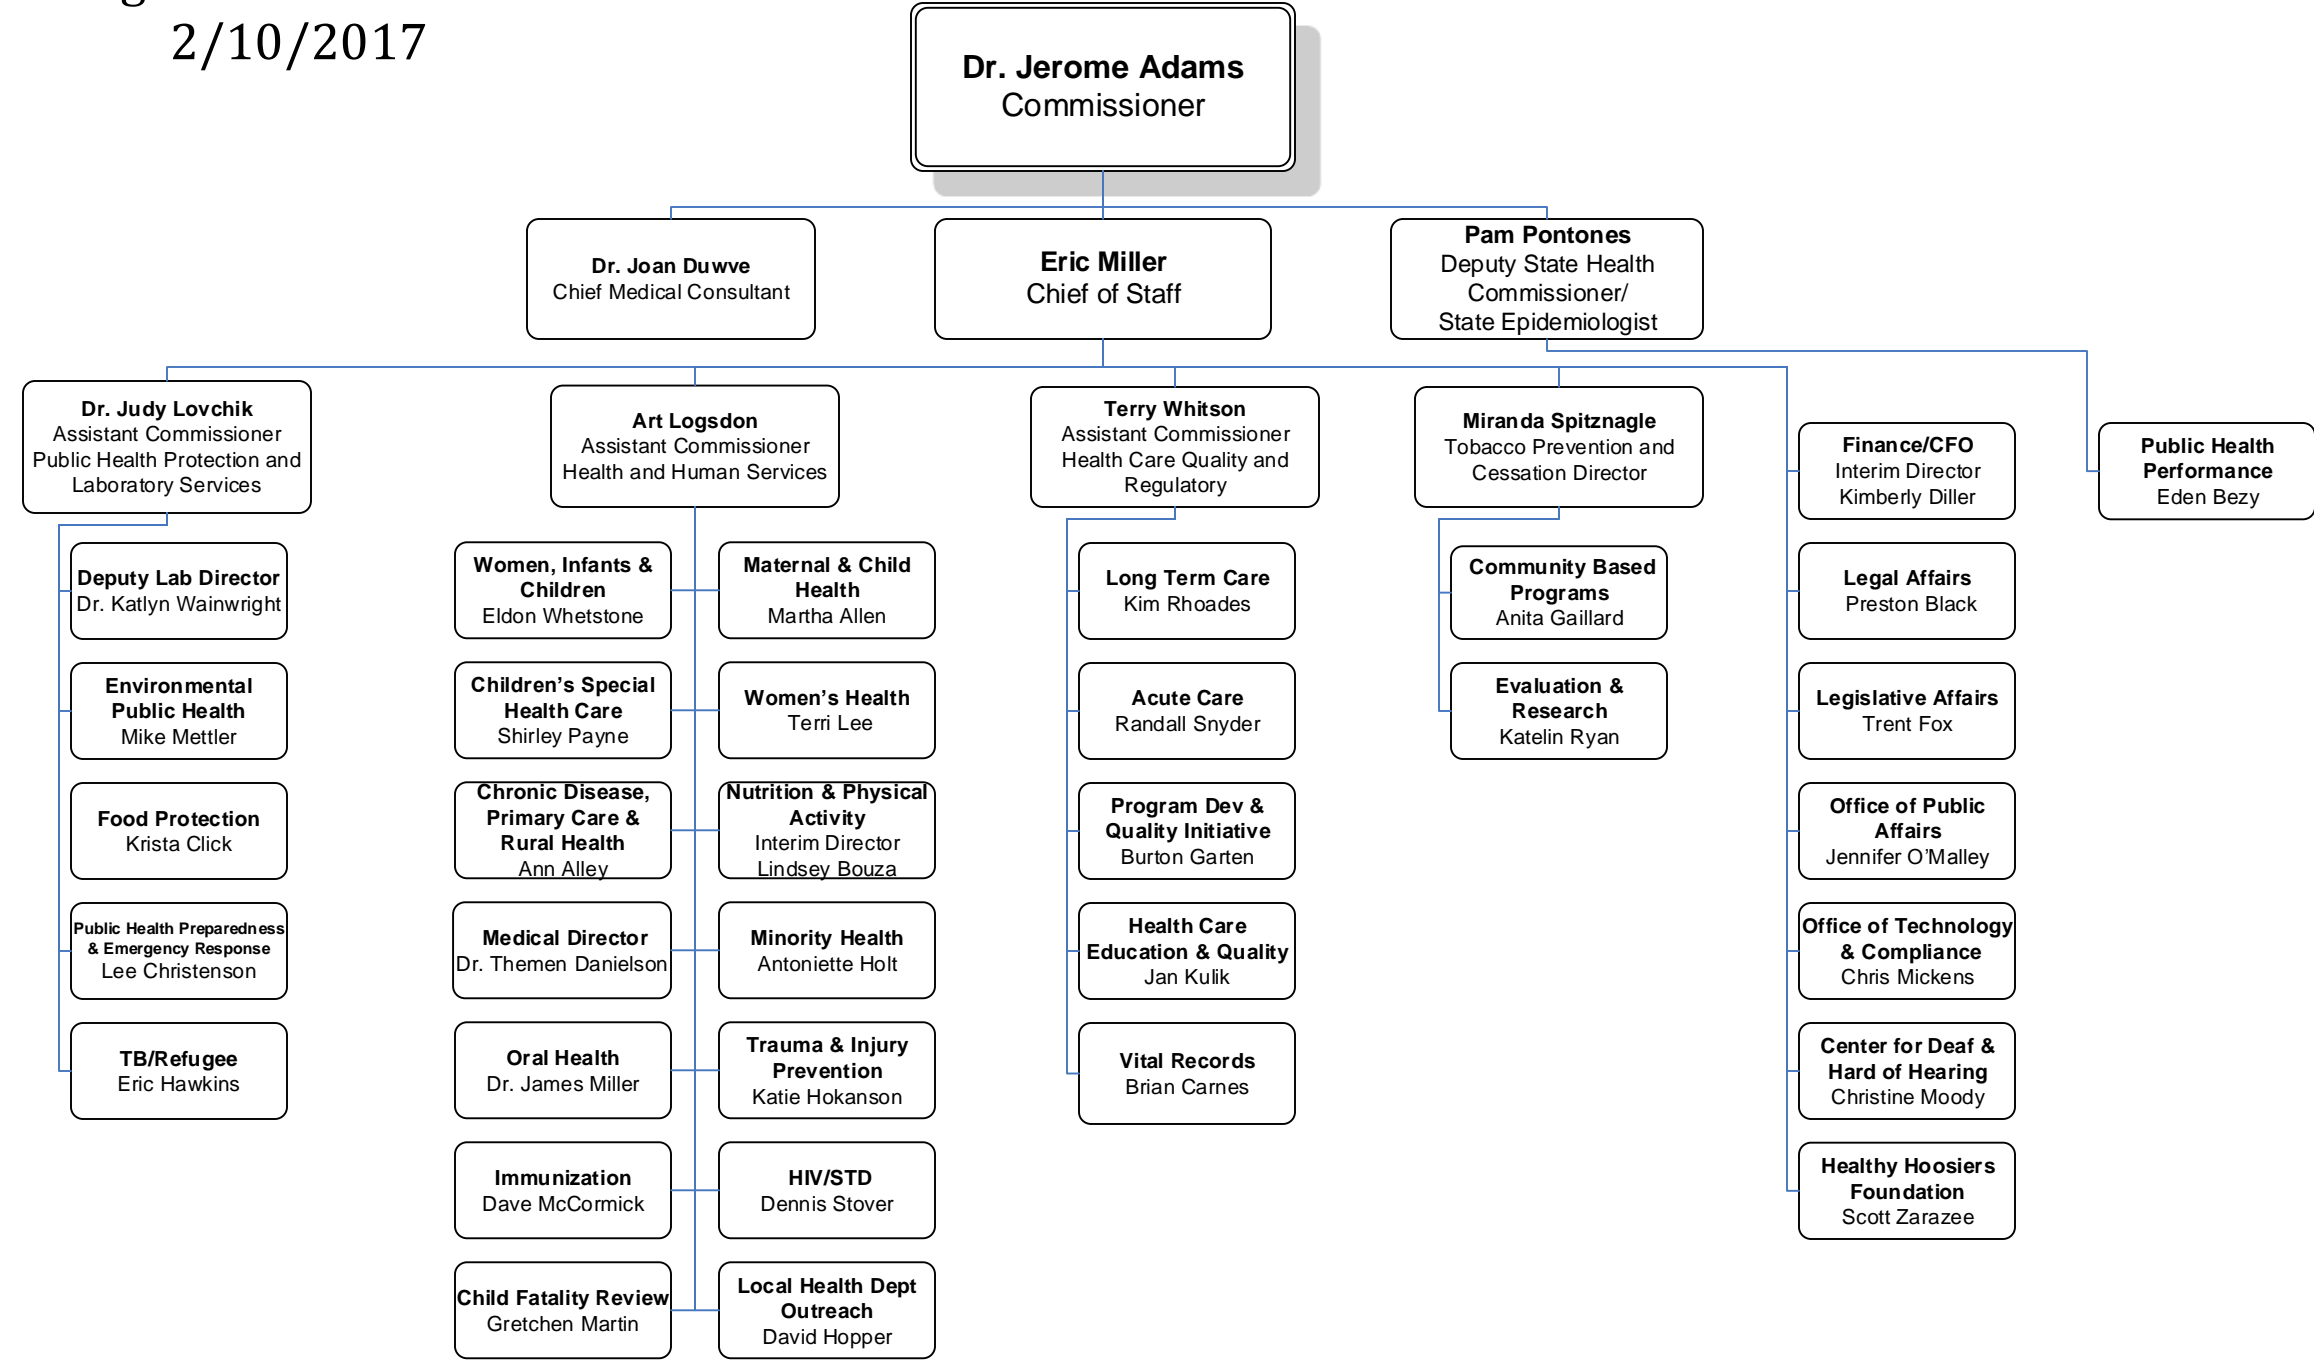 2/10/2017
Dr. Jerome Adams
Commissioner
Dr. Joan Duwve
Chief Medical Consultant
Eric Miller
Chief of Staff
Pam Pontones
Deputy State Health
Commissioner/
State Epidemiologist
Dr. Judy Lovchik
Assistant Commissioner
Public Health Protection and
Laboratory Services
Art Logsdon
Assistant Commissioner
Health and Human Services
Terry Whitson
Assistant Commissioner
Health Care Quality and
Regulatory
Miranda Spitznagle
Tobacco Prevention and
Cessation Director
Finance/CFO
Interim Director
Kimberly Diller
Public Health
Performance
Eden Bezy
Deputy Lab Director
Dr. Katlyn Wainwright
Environmental
Public Health
Mike Mettler
Food Protection
Krista Click
Public Health Preparedness
& Emergency Response
Lee Christenson
TB/Refugee
Eric Hawkins
Women, Infants &
Children
Eldon Whetstone
Maternal & Child
Health
Martha Allen
Children’s Special
Health Care
Shirley Payne
Women’s Health
Terri Lee
Chronic Disease,
Primary Care &
Rural Health
Ann Alley
Nutrition & Physical
Activity
Interim Director
Lindsey Bouza
Medical Director
Dr. Themen Danielson
Minority Health
Antoniette Holt
Oral Health
Dr. James Miller
Trauma & Injury
Prevention
Katie Hokanson
Immunization
Dave McCormick
HIV/STD
Dennis Stover
Child Fatality Review
Gretchen Martin
Local Health Dept
Outreach
David Hopper
Long Term Care
Kim Rhoades
Acute Care
Randall Snyder
Program Dev &
Quality Initiative
Burton Garten
Health Care
Education & Quality
Jan Kulik
Vital Records
Brian Carnes
Community Based
Programs
Anita Gaillard
Evaluation &
Research
Katelin Ryan
Legal Affairs
Preston Black
Legislative Affairs
Trent Fox
Office of Public
Affairs
Jennifer O’Malley
Office of Technology
& Compliance
Chris Mickens
Center for Deaf &
Hard of Hearing
Christine Moody
Healthy Hoosiers
Foundation
Scott Zarazee